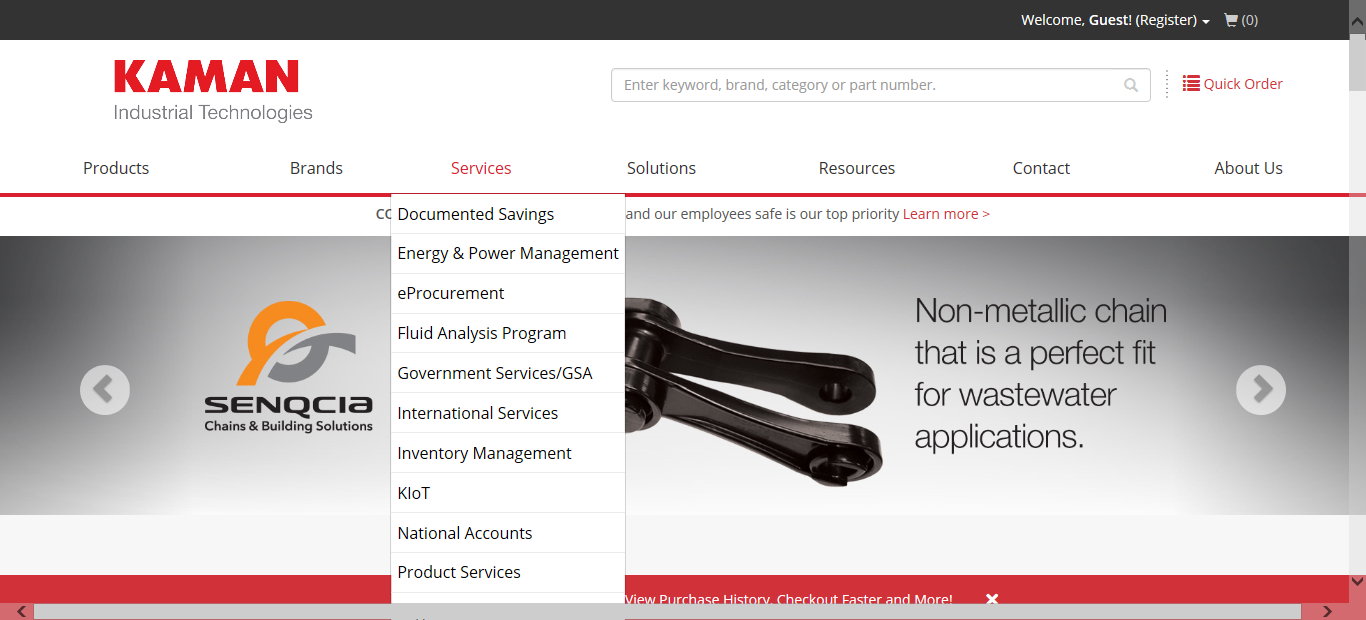 Welcome, Guest! (Register) (0)
KAMAN
Industrial Technologies
Enter keyword, brand, category or part number.
Quick Order
Products Brands Services Solutions Resources Contact About Us
and our employees safe is our top priority Learn more >
Documented Savings
Energy & Power Management
eProcurement
Fluid Analysis Program
Government Services/GSA
International Services
Inventory Management
KIoT
National Accounts
Product Services
SENQCIA
Chains & Building Solutions
Non-metallic chain
that is a perfect fit
for wastewater
applications.
View Purchase History, Checkout Faster and More!